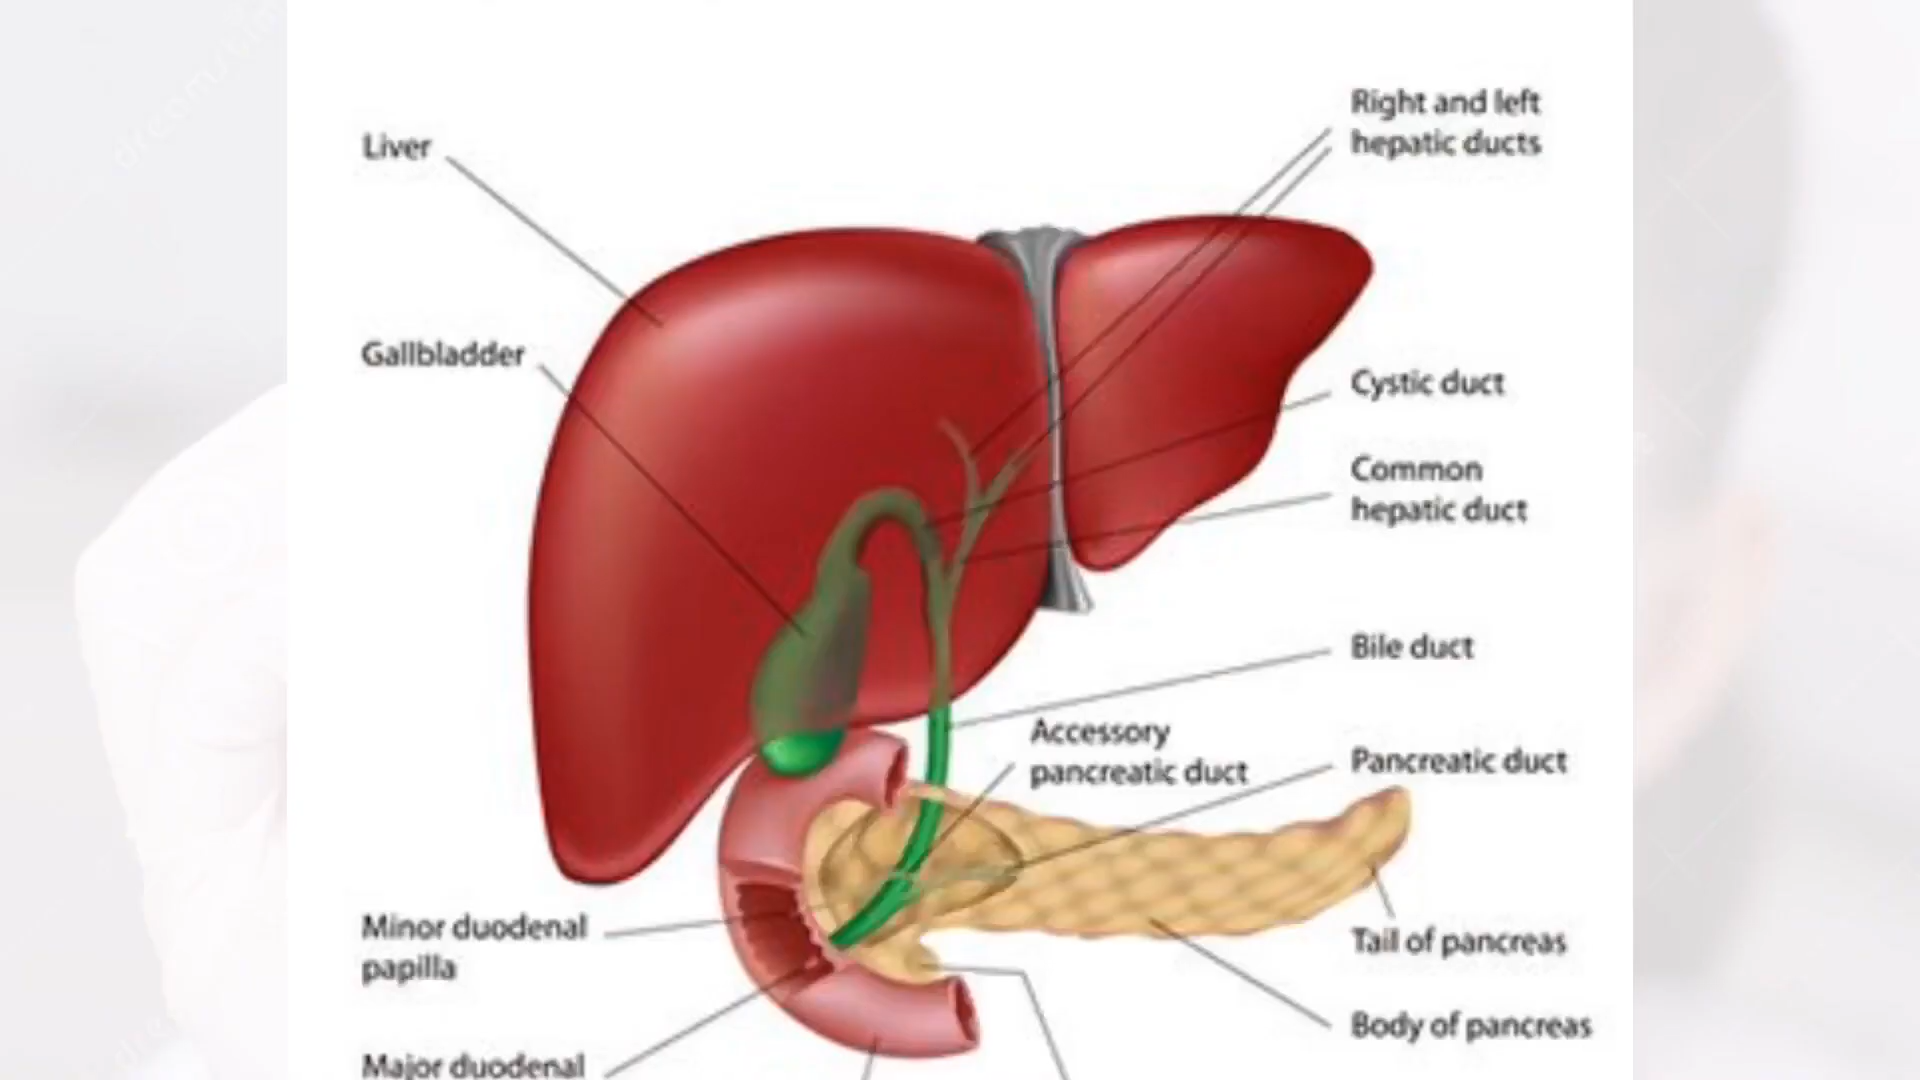 Right and left
hepatic ducts
Liver
Gallbladder
Cystic duct
Common
hepatic duct
Bile duct
Accessory
pancreatic duct
Pancreatic duct
Minor duodenal
papilla
Tail of pancreas
Body of pancreas
Major duodenal